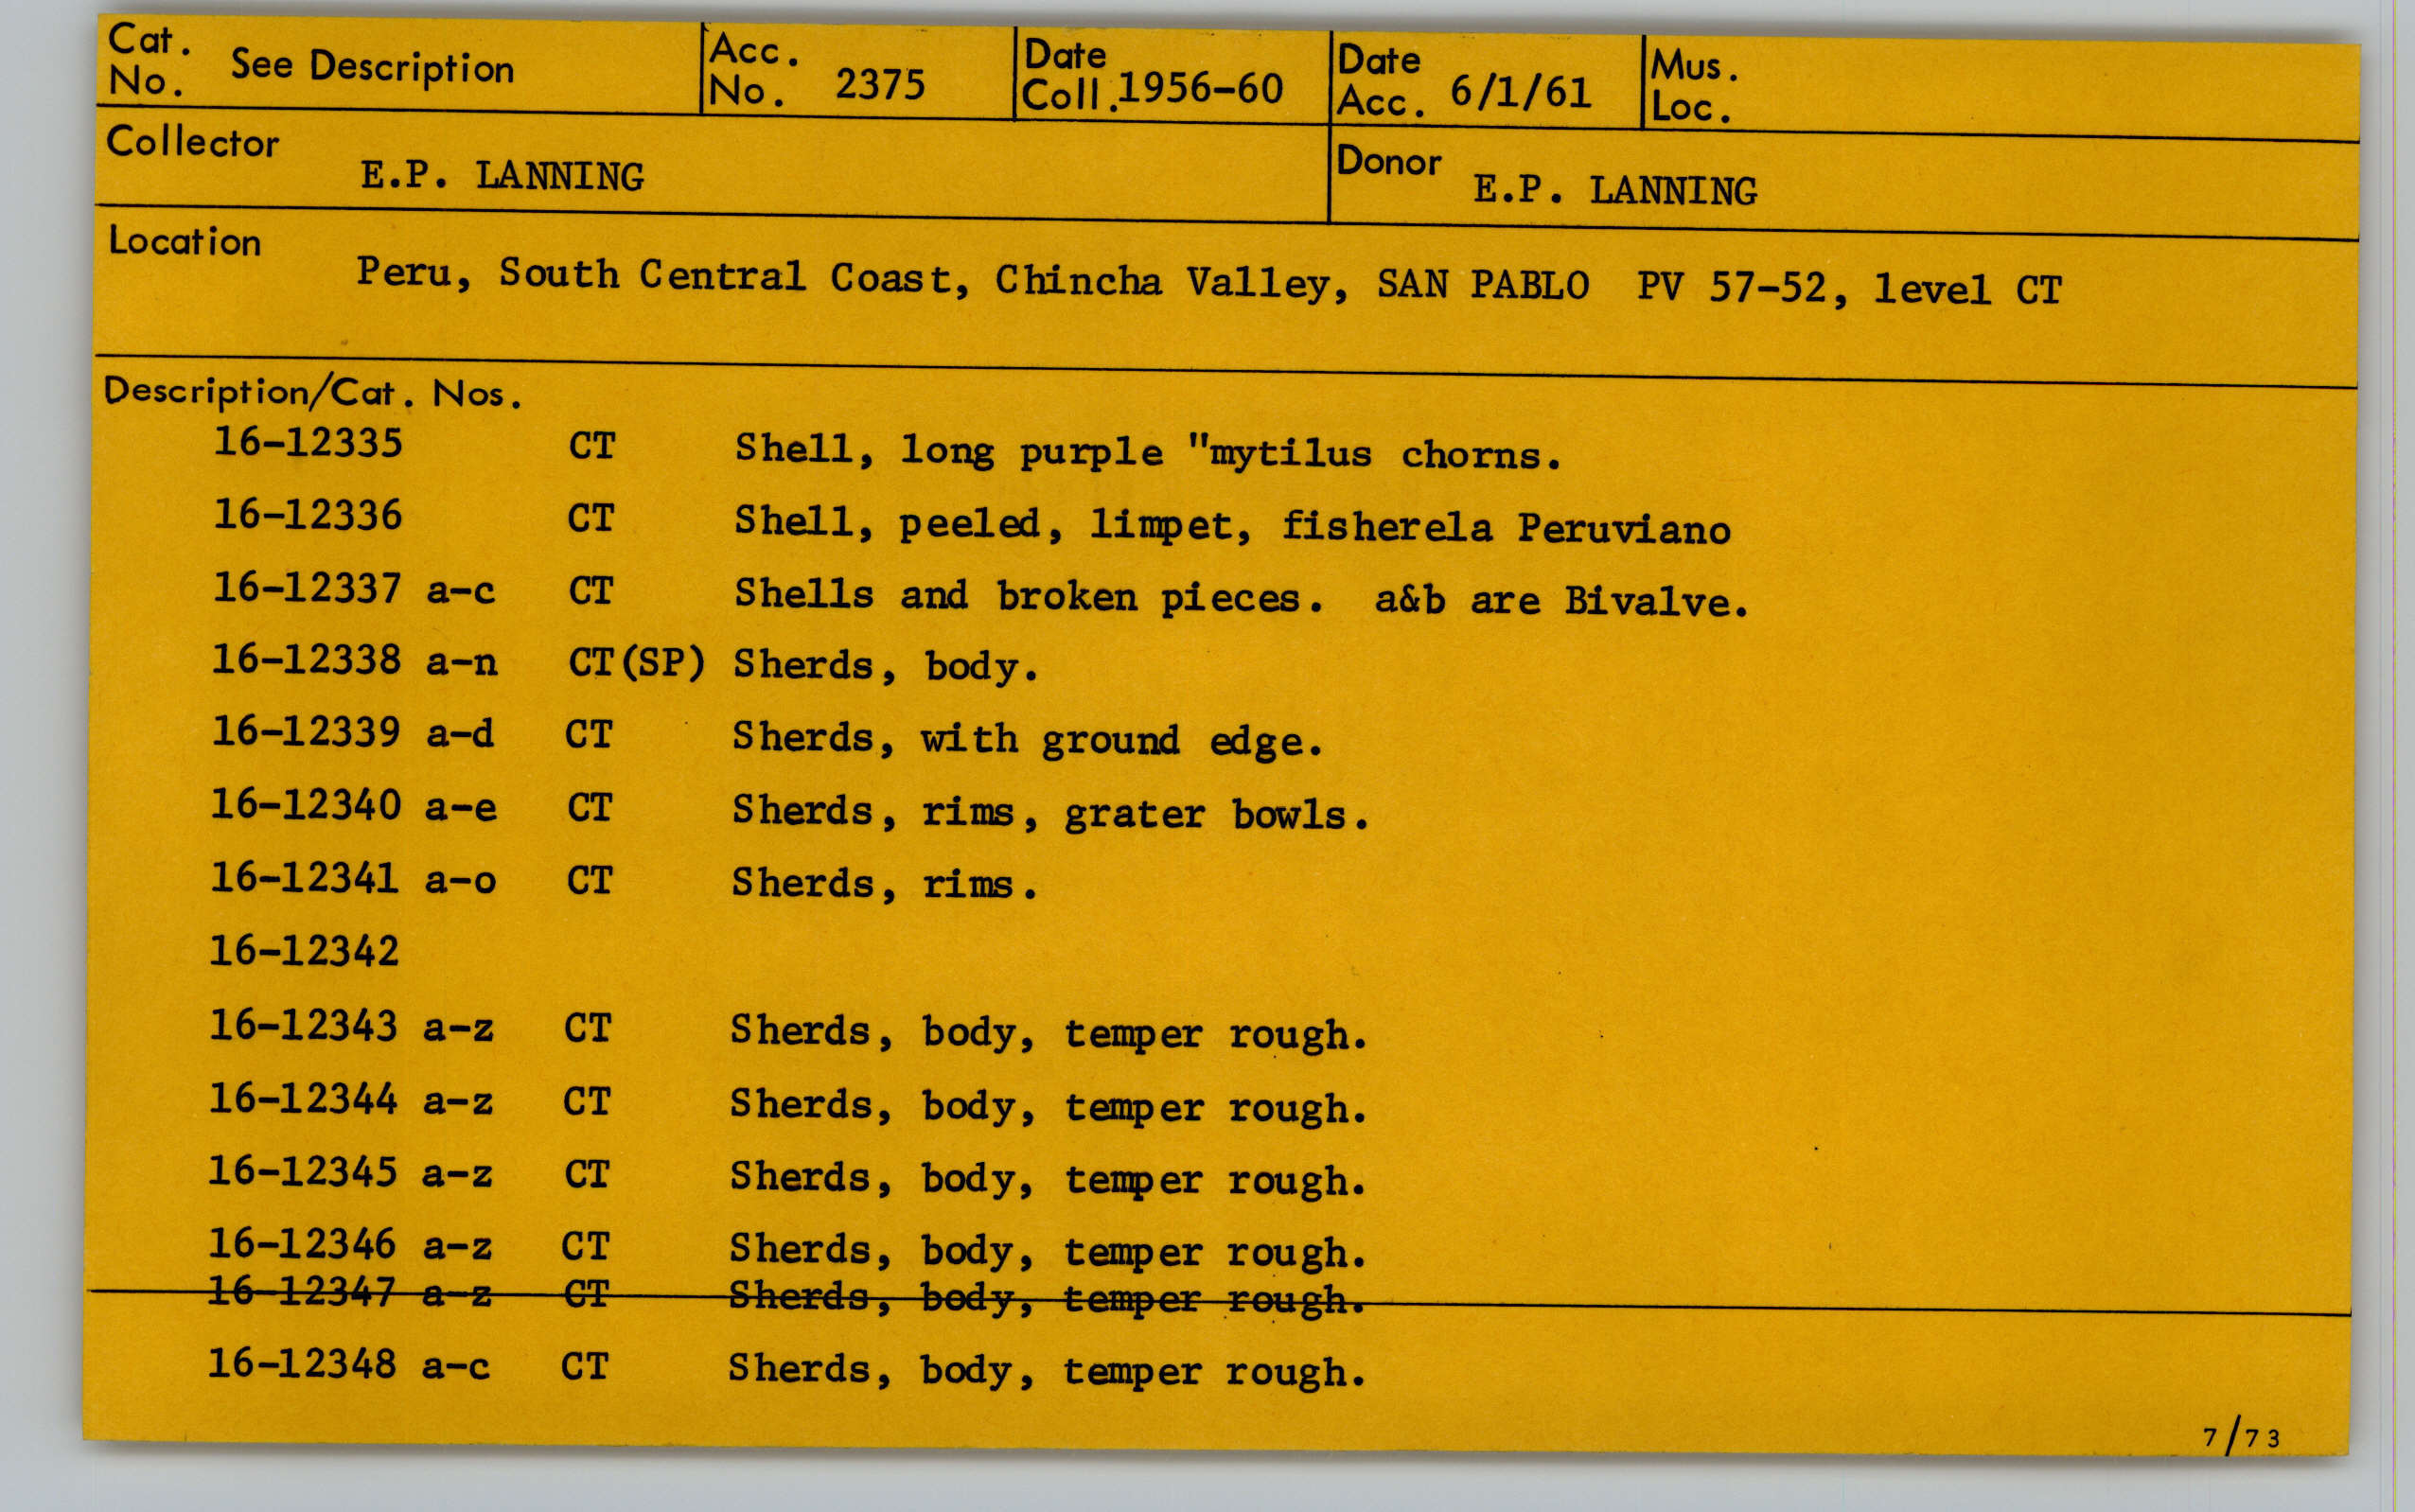 Cat. No. See Description Acc. No. 2375 Date Coll. 1956-60 Date Acc. 6/1/61 Mus. Loc.
Collector E.P. LANNING Donor E.P. LANNING
Location Peru, South Central Coast, Chincha Valley, SAN PABLO PV 57-52, level CT
Description/Cat. Nos.
16-12335 CT Shell, long purple "mytilus chorns.
16-12336 CT Shell, peeled, limpet, fisherela Peruviano
16-12337 a-c CT Shells and broken pieces. a&b are Bivalve.
16-12338 a-n CT(SP) Sherds, body.
16-12339 a-d CT Sherds, with ground edge.
16-12340 a-e CT Sherds, rims, grater bowls.
16-12341 a-o CT Sherds, rims.
16-12342
16-12343 a-z CT Sherds, body, temper rough.
16-12344 a-z CT Sherds, body, temper rough.
16-12345 a-z CT Sherds, body, temper rough.
16-12346 a-z CT Sherds, body, temper rough.
16-12347 a-z CT Sherds, body, temper rough.
16-12348 a-c CT Sherds, body, temper rough.
7/73